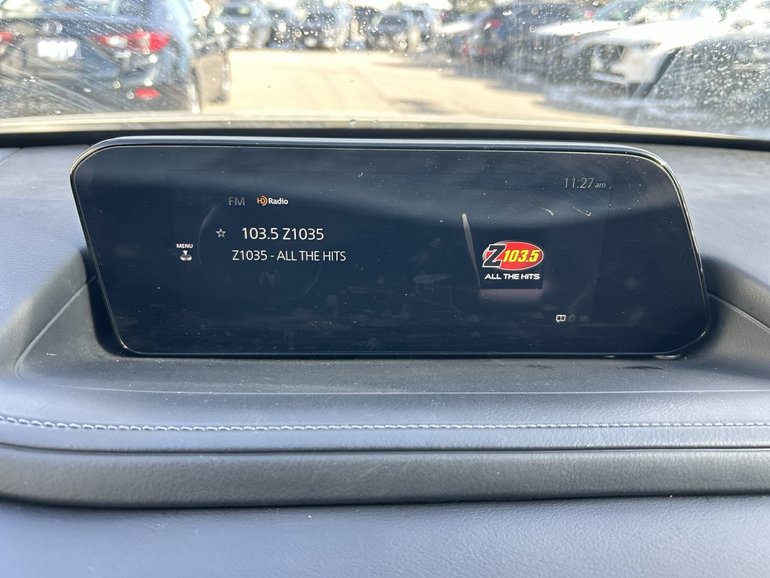 11:27 am
FM HD Radio
☆ 103.5 Z1035
MENU
Z1035 - ALL THE HITS
Z103.5
ALL THE HITS